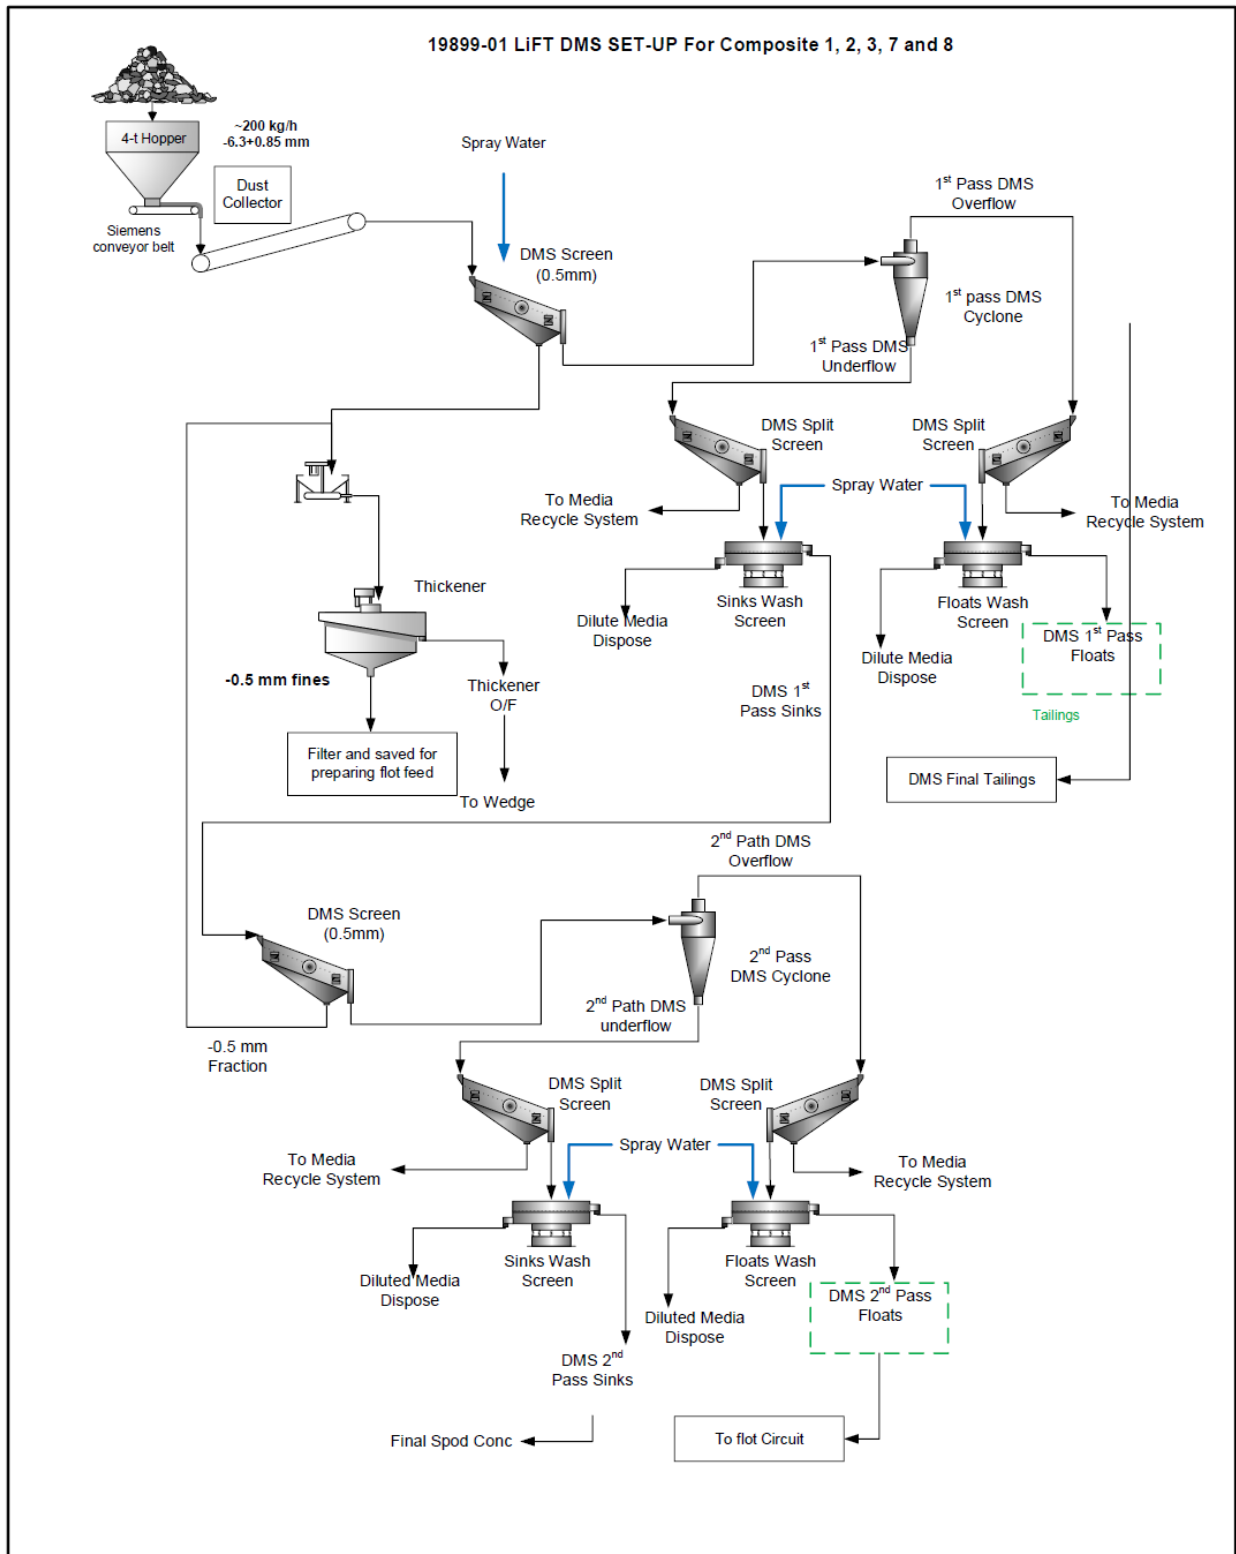 19899-01 LiFT DMS SET-UP For Composite 1, 2, 3, 7 and 8
4-t Hopper
~200 kg/h
-6.3+0.85 mm
Dust
Collector
Siemens
conveyor belt
Spray Water
DMS Screen
(0.5mm)
1st Pass DMS
Overflow
1st pass DMS
Cyclone
1st Pass DMS
Underflow
DMS Split
Screen
DMS Split
Screen
Spray Water
To Media
Recycle System
To Media
Recycle System
Sinks Wash
Screen
Floats Wash
Screen
Dilute Media
Dispose
Dilute Media
Dispose
DMS 1st Pass
Floats
Tailings
Thickener
-0.5 mm fines
Thickener
O/F
DMS 1st
Pass Sinks
Filter and saved for
preparing flot feed
To Wedge
DMS Final Tailings
2nd Path DMS
Overflow
DMS Screen
(0.5mm)
2nd Pass
DMS Cyclone
2nd Path DMS
underflow
-0.5 mm
Fraction
DMS Split
Screen
DMS Split
Screen
Spray Water
To Media
Recycle System
To Media
Recycle System
Sinks Wash
Screen
Floats Wash
Screen
Diluted Media
Dispose
Diluted Media
Dispose
DMS 2nd Pass
Floats
DMS 2nd
Pass Sinks
Final Spod Conc
To flot Circuit